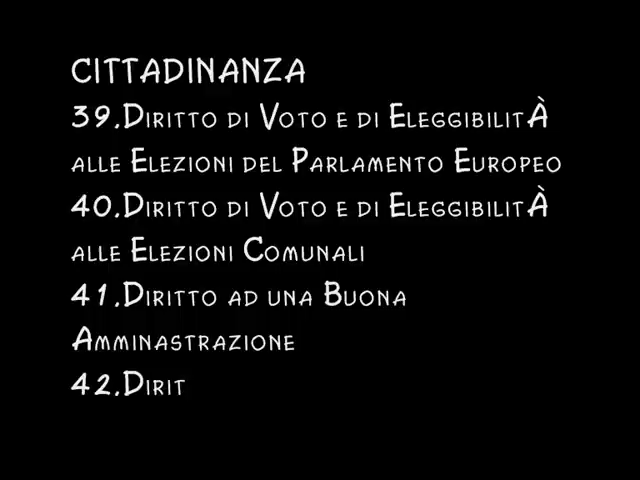 CITTADINANZA
39.Diritto di Voto e di EleggibilitÀ
alle Elezioni del Parlamento Europeo
40.Diritto di Voto e di EleggibilitÀ
alle Elezioni Comunali
41.Diritto ad una Buona
Amminastrazione
42.Dirit